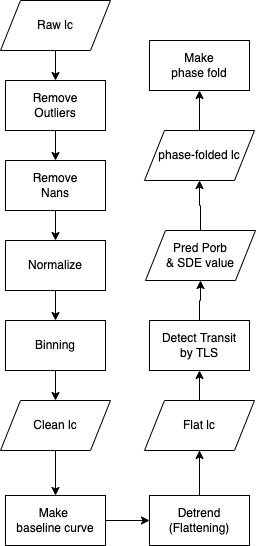 Raw lc
Remove
Outliers
Remove
Nans
Normalize
Binning
Clean lc
Make
baseline curve
Detrend
(Flattening)
Flat lc
Detect Transit
by TLS
Pred Porb
& SDE value
phase-folded lc
Make
phase fold